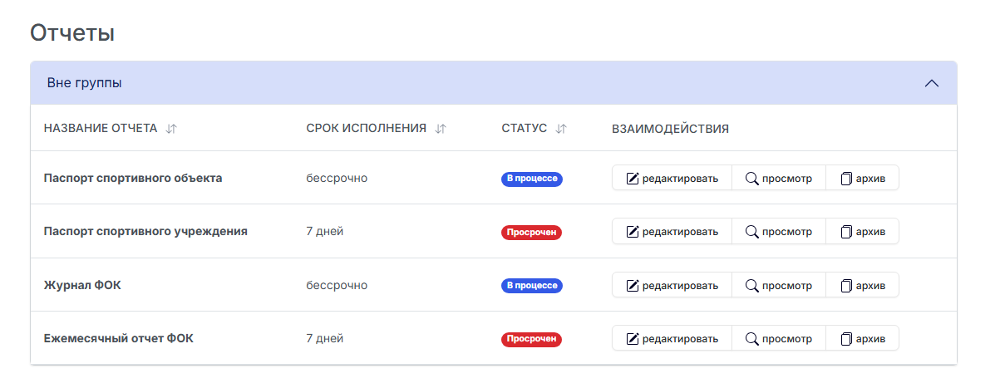 Отчеты
Вне группы
НАЗВАНИЕ ОТЧЕТА СРОК ИСПОЛНЕНИЯ СТАТУС ВЗАИМОДЕЙСТВИЯ
Паспорт спортивного объекта бессрочно В процессе редактировать просмотр архив
Паспорт спортивного учреждения 7 дней Просрочен редактировать просмотр архив
Журнал ФОК бессрочно В процессе редактировать просмотр архив
Ежемесячный отчет ФОК 7 дней Просрочен редактировать просмотр архив